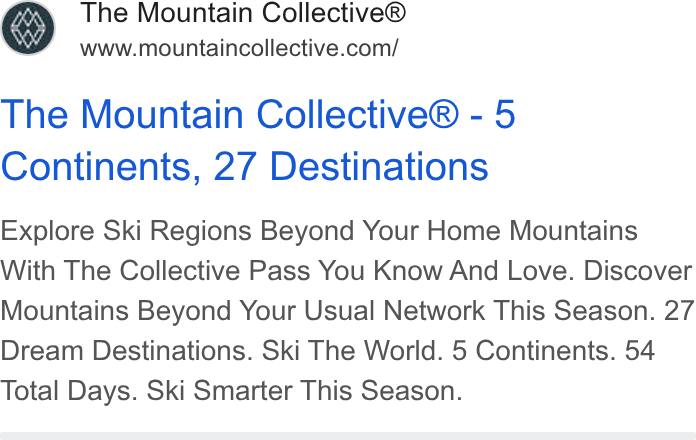 The Mountain Collective®
www.mountaincollective.com/
The Mountain Collective® - 5
Continents, 27 Destinations
Explore Ski Regions Beyond Your Home Mountains
With The Collective Pass You Know And Love. Discover
Mountains Beyond Your Usual Network This Season. 27
Dream Destinations. Ski The World. 5 Continents. 54
Total Days. Ski Smarter This Season.